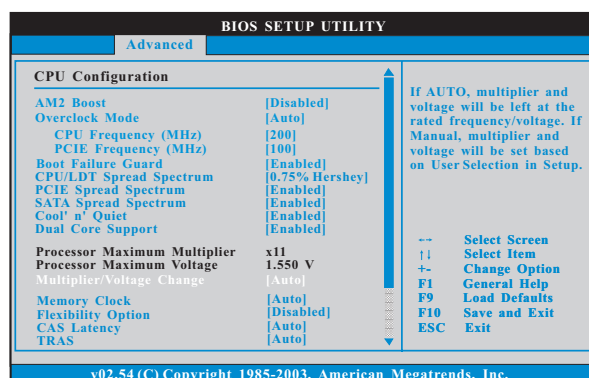 BIOS SETUP UTILITY
Advanced
CPU Configuration
AM2 Boost [Disabled]
Overclock Mode [Auto]
CPU Frequency (MHz) [200]
PCIE Frequency (MHz) [100]
Boot Failure Guard [Enabled]
CPU/LDT Spread Spectrum [0.75% Hershey]
PCIE Spread Spectrum [Enabled]
SATA Spread Spectrum [Enabled]
Cool' n' Quiet [Enabled]
Dual Core Support [Enabled]
Processor Maximum Multiplier x11
Processor Maximum Voltage 1.550 V
Multiplier/Voltage Change [Auto]
Memory Clock [Auto]
Flexibility Option [Disabled]
CAS Latency [Auto]
TRAS [Auto]
If AUTO, multiplier and
voltage will be left at the
rated frequency/voltage. If
Manual, multiplier and
voltage will be set based
on User Selection in Setup.
←→ Select Screen
↑↓ Select Item
+- Change Option
F1 General Help
F9 Load Defaults
F10 Save and Exit
ESC Exit
v02.54 (C) Copyright 1985-2003, American Megatrends, Inc.